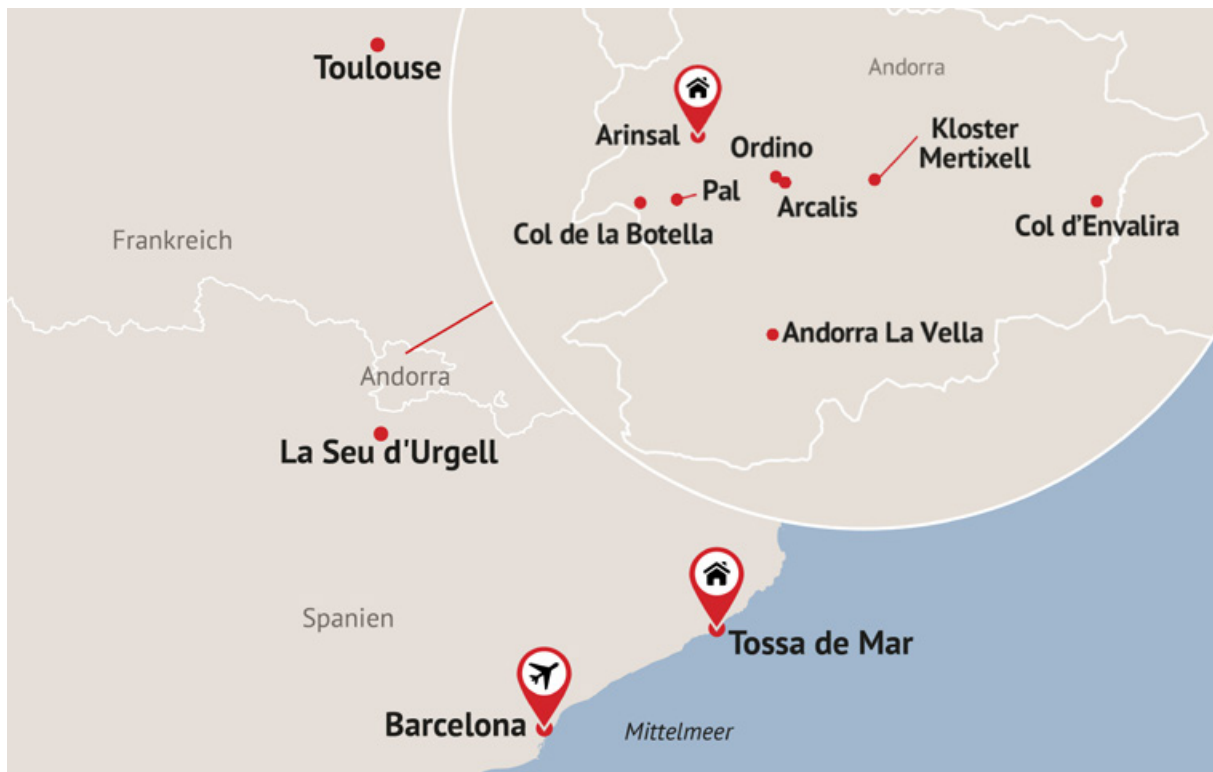 Toulouse
Andorra
Arinsal
Ordino
Kloster
Mertixell
Pal
Arcalis
Col de la Botella
Col d’Envalira
Frankreich
Andorra La Vella
Andorra
La Seu d'Urgell
Spanien
Tossa de Mar
Barcelona
Mittelmeer